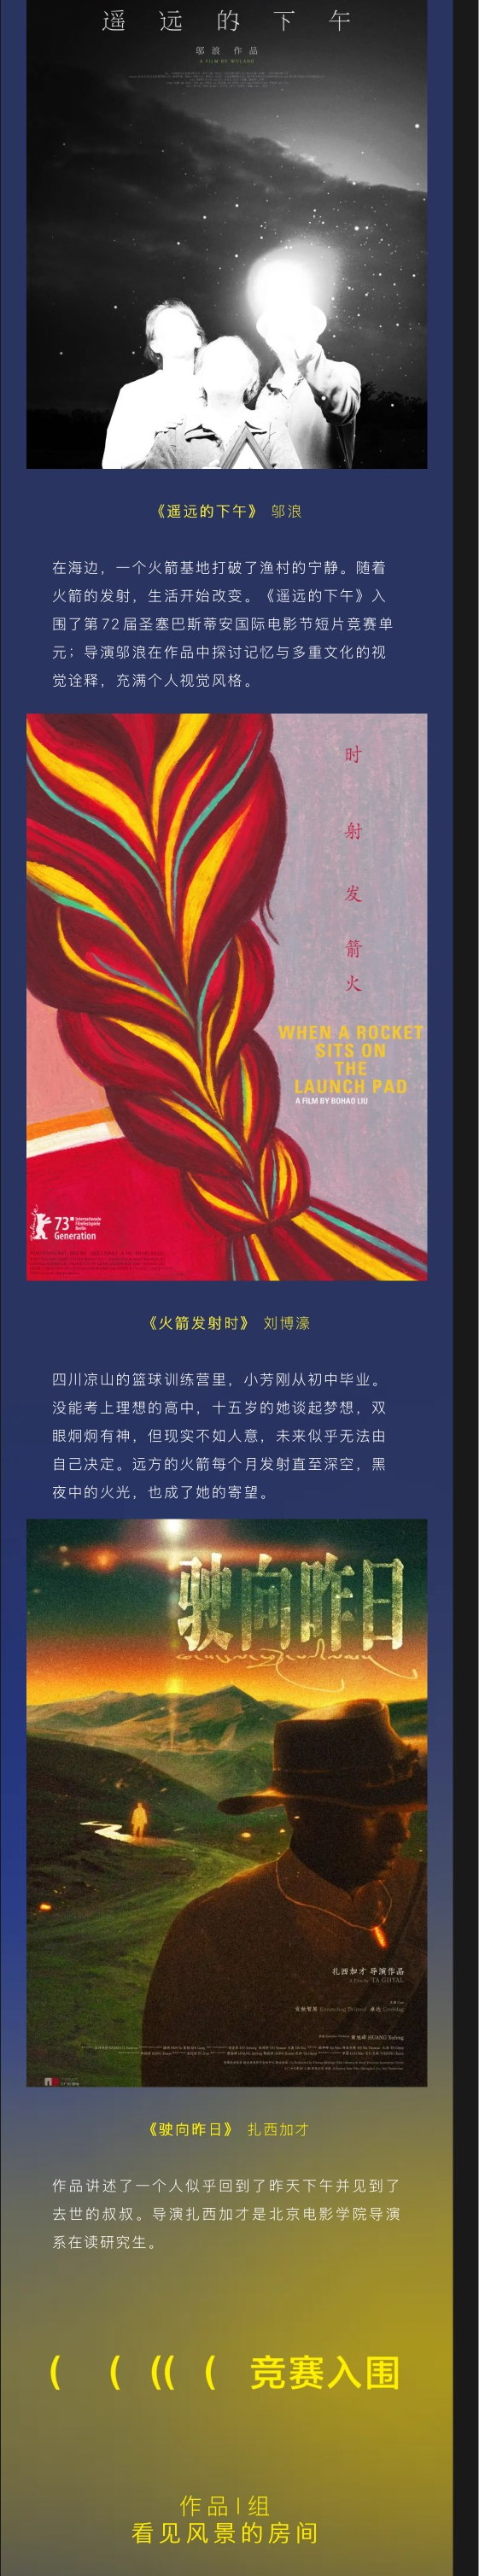 遥远的下午
邬浪 作品
A FILM BY WULANG
《遥远的下午》 邬浪
在海边，一个火箭基地打破了渔村的宁静。随着
火箭的发射，生活开始改变。《遥远的下午》入
围了第72届圣塞巴斯蒂安国际电影节短片竞赛单
元；导演邬浪在作品中探讨记忆与多重文化的视
觉诠释，充满个人视觉风格。
时
射
发
箭
火
WHEN A ROCKET
SITS ON
THE
LAUNCH PAD
A FILM BY BOHAO LIU
73 Internationale
Filmfestspiele
Berlin
Generation
《火箭发射时》 刘博濠
四川凉山的篮球训练营里，小芳刚从初中毕业。
没能考上理想的高中，十五岁的她谈起梦想，双
眼炯炯有神，但现实不如人意，未来似乎无法由
自己决定。远方的火箭每个月发射直至深空，黑
夜中的火光，也成了她的寄望。
驶向昨日
扎西加才 导演作品
A Film by TA GHYAL
《驶向昨日》 扎西加才
作品讲述了一个人似乎回到了昨天下午并见到了
去世的叔叔。导演扎西加才是北京电影学院导演
系在读研究生。
( ( (( ( 竞赛入围
作品|组
看见风景的房间